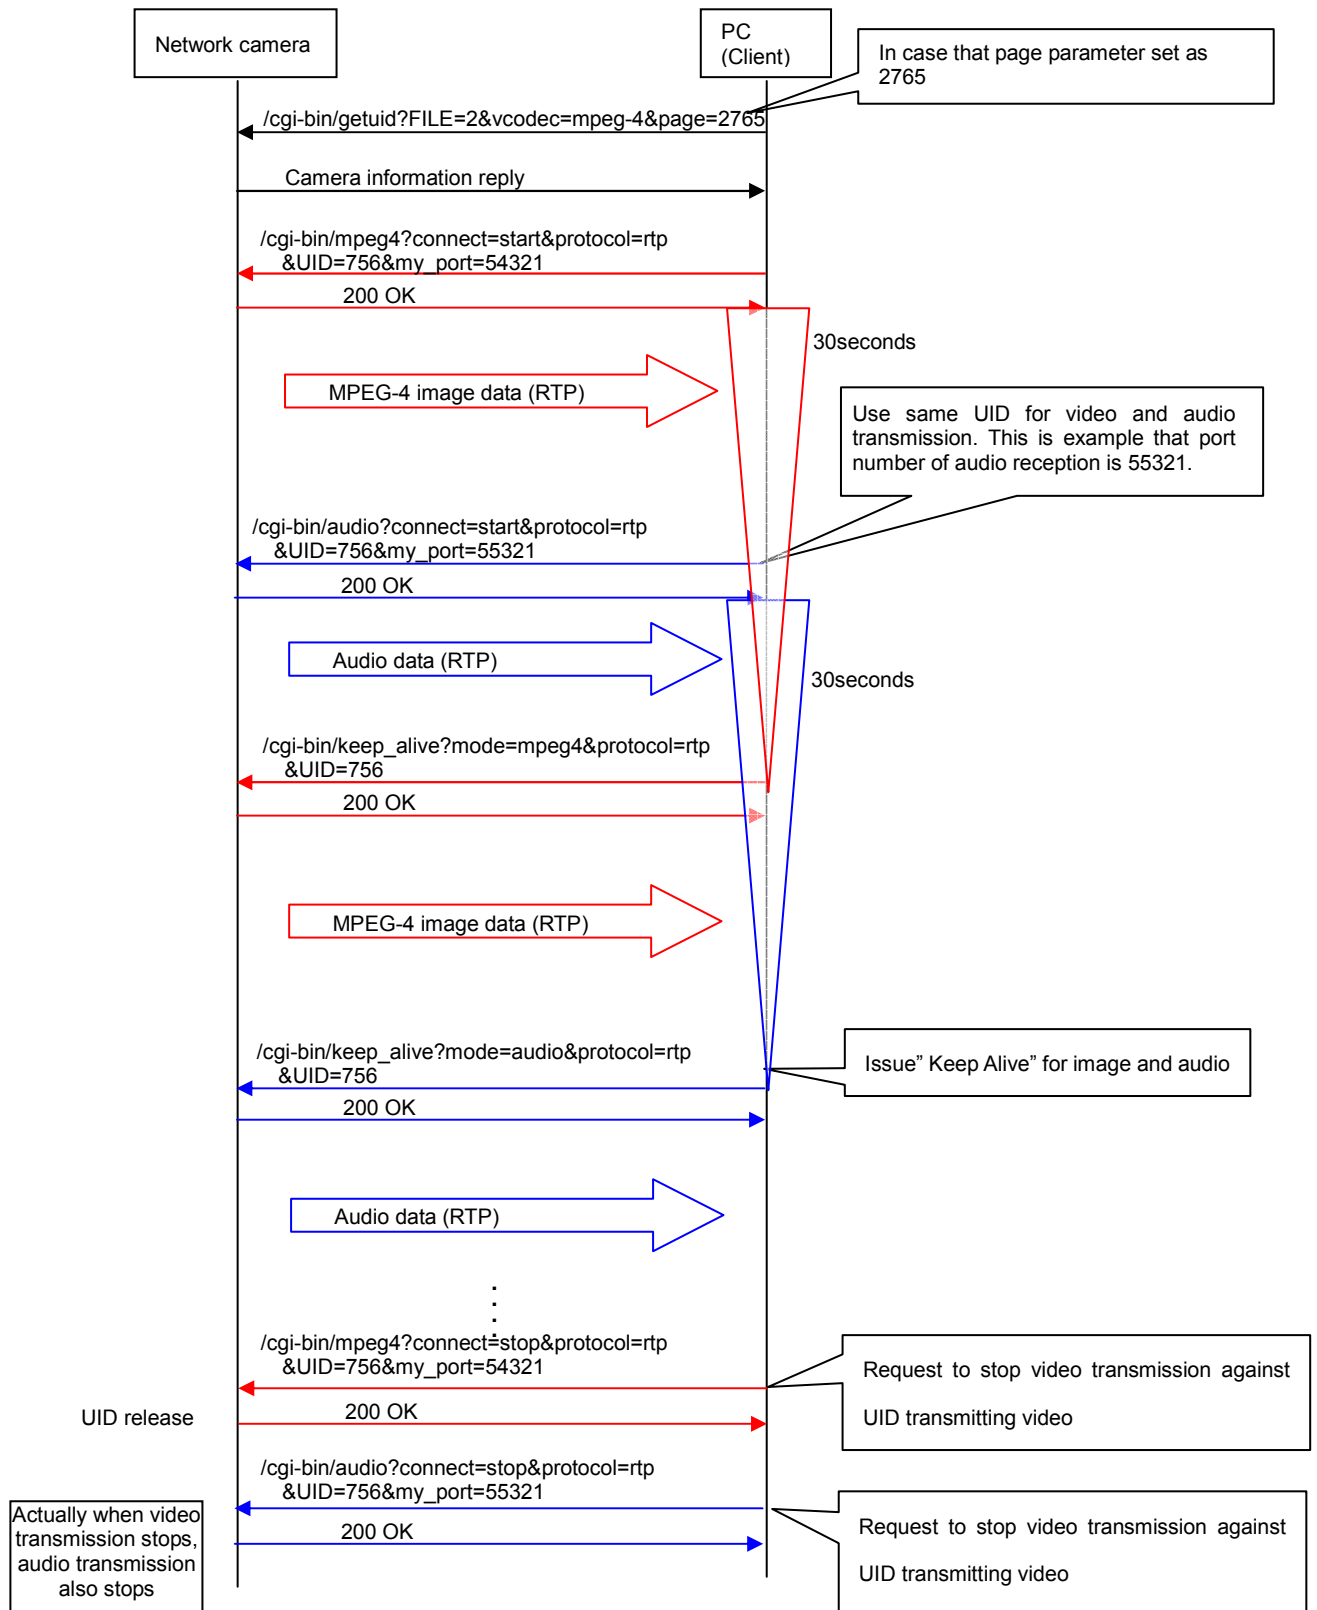 Network camera
PC
(Client)
In case that page parameter set as
2765
/cgi-bin/getuid?FILE=2&vcodec=mpeg-4&page=2765
Camera information reply
/cgi-bin/mpeg4?connect=start&protocol=rtp
&UID=756&my_port=54321
200 OK
30seconds
MPEG-4 image data (RTP)
Use same UID for video and audio
transmission. This is example that port
number of audio reception is 55321.
/cgi-bin/audio?connect=start&protocol=rtp
&UID=756&my_port=55321
200 OK
Audio data (RTP)
30seconds
/cgi-bin/keep_alive?mode=mpeg4&protocol=rtp
&UID=756
200 OK
MPEG-4 image data (RTP)
/cgi-bin/keep_alive?mode=audio&protocol=rtp
&UID=756
Issue” Keep Alive” for image and audio
200 OK
Audio data (RTP)
/cgi-bin/mpeg4?connect=stop&protocol=rtp
&UID=756&my_port=54321
Request to stop video transmission against
UID transmitting video
UID release
200 OK
/cgi-bin/audio?connect=stop&protocol=rtp
&UID=756&my_port=55321
Actually when video
transmission stops,
audio transmission
also stops
200 OK
Request to stop video transmission against
UID transmitting video